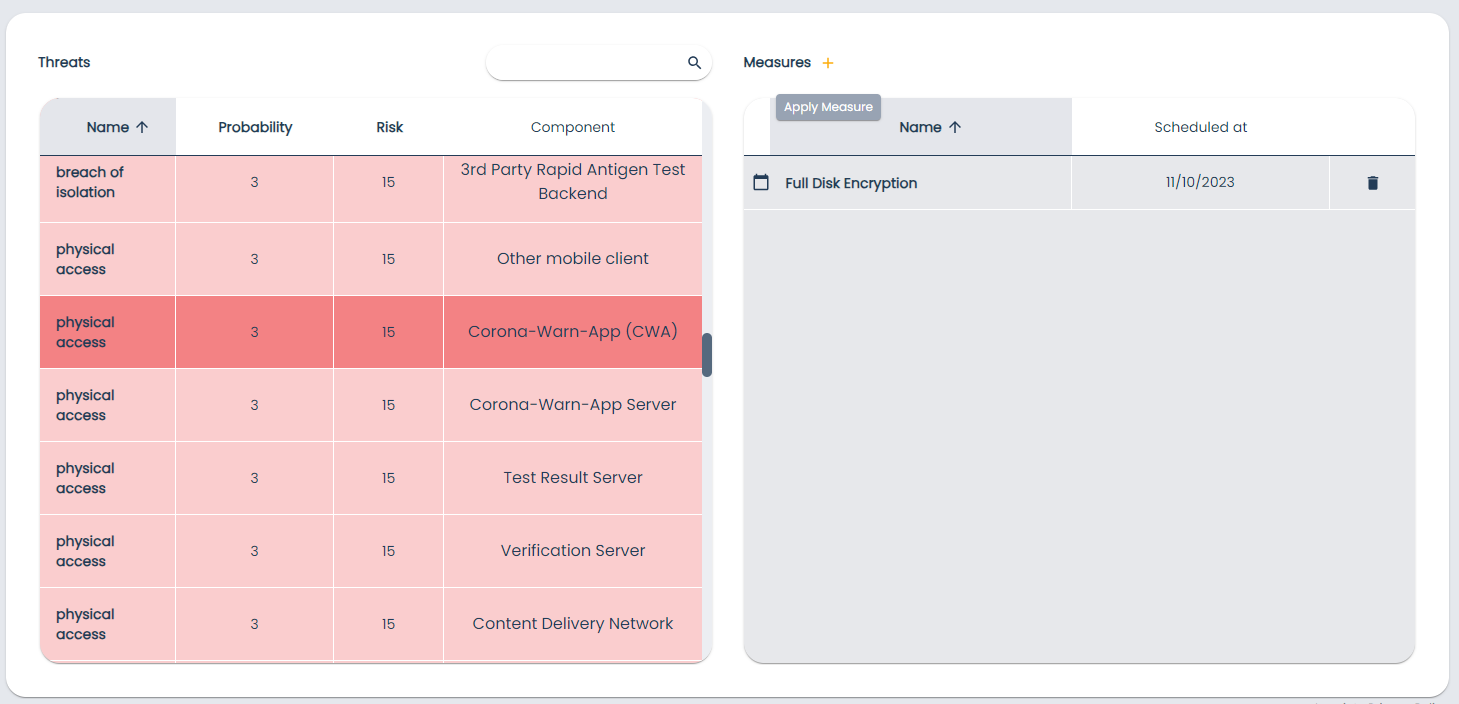 Threats
Measures +
Apply Measure
Name Probability Risk Component
Name Scheduled at
breach of
isolation
3 15
3rd Party Rapid Antigen Test
Backend
Full Disk Encryption 11/10/2023
physical
access
3 15 Other mobile client
physical
access
3 15 Corona-Warn-App (CWA)
physical
access
3 15 Corona-Warn-App Server
physical
access
3 15 Test Result Server
physical
access
3 15 Verification Server
physical
access
3 15 Content Delivery Network